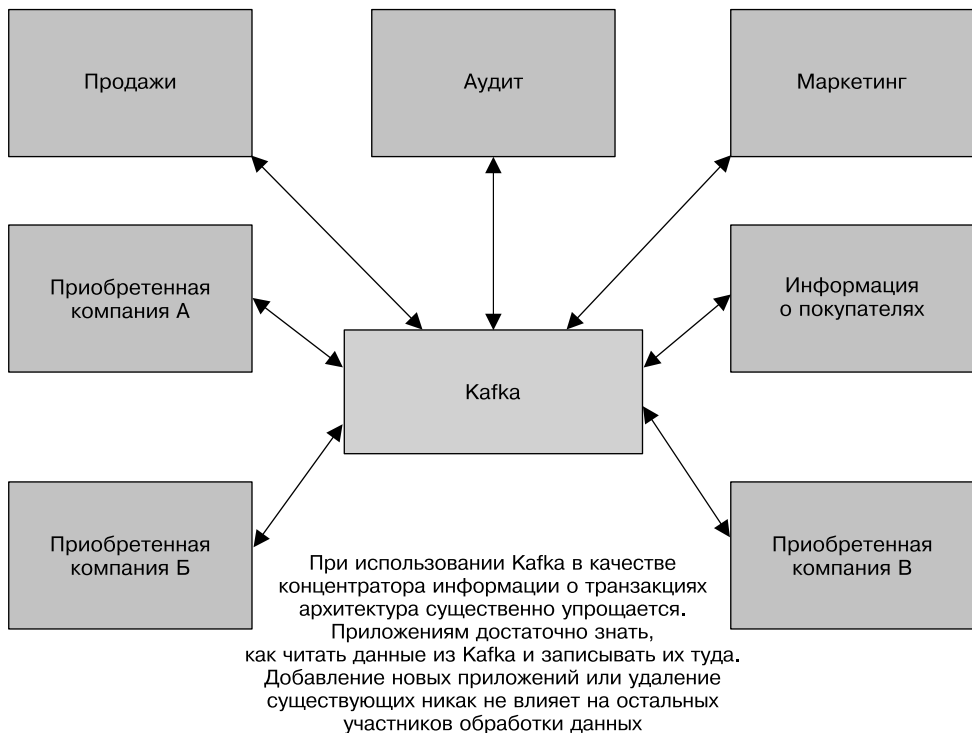 Продажи
Аудит
Маркетинг
Приобретенная
компания А
Информация
о покупателях
Kafka
Приобретенная
компания Б
Приобретенная
компания В
При использовании Kafka в качестве
концентратора информации о транзакциях
архитектура существенно упрощается.
Приложениям достаточно знать,
как читать данные из Kafka и записывать их туда.
Добавление новых приложений или удаление
существующих никак не влияет на остальных
участников обработки данных